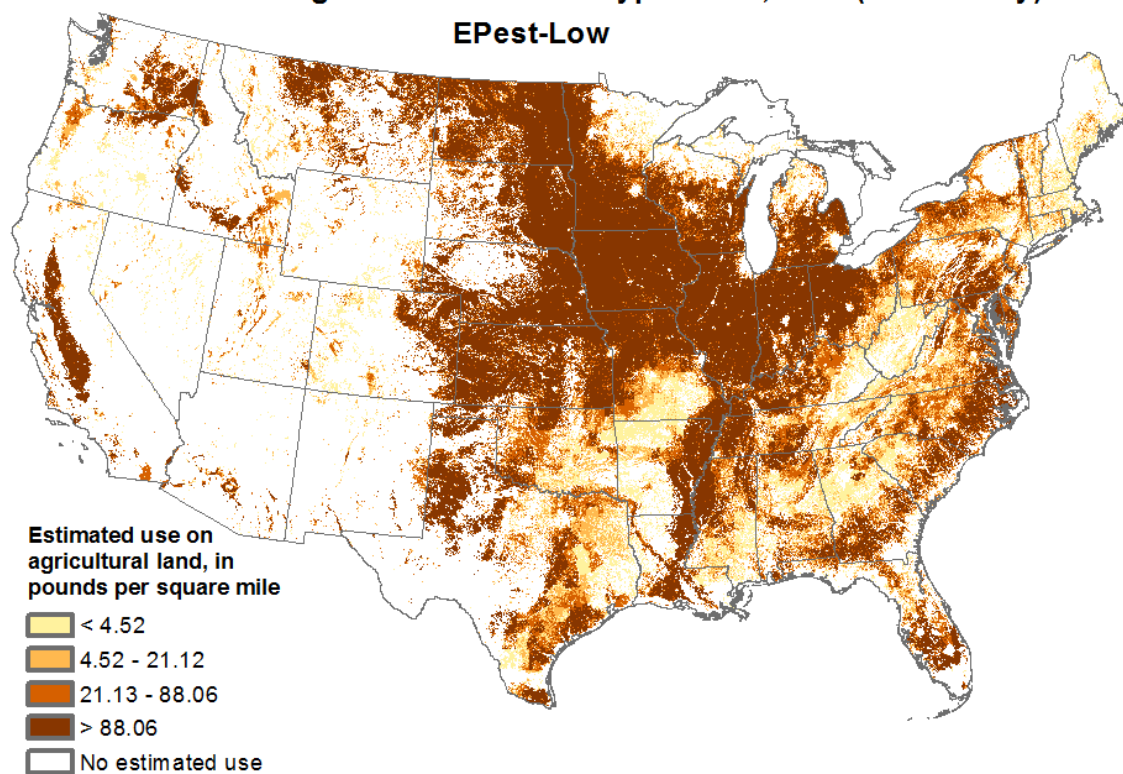 EPest-Low
Estimated use on
agricultural land, in
pounds per square mile
< 4.52
4.52 - 21.12
21.13 - 88.06
> 88.06
No estimated use